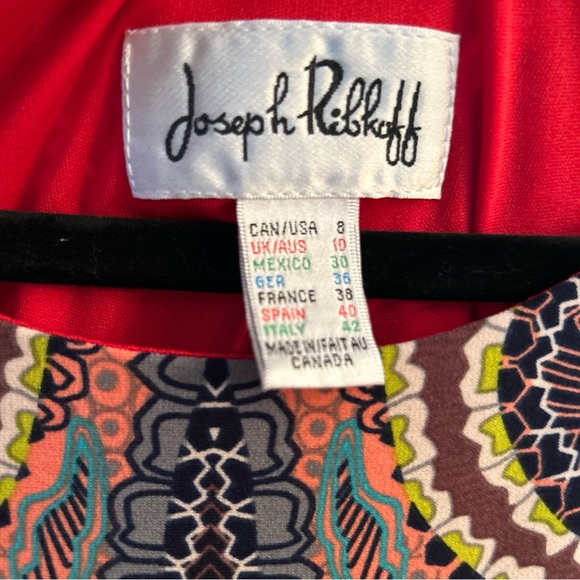 Joseph Ribkoff
CAN/USA 8
UK/AUS 10
MEXICO 30
GER 36
FRANCE 38
SPAIN 40
ITALY 42
MADE IN/FAIT AU
CANADA